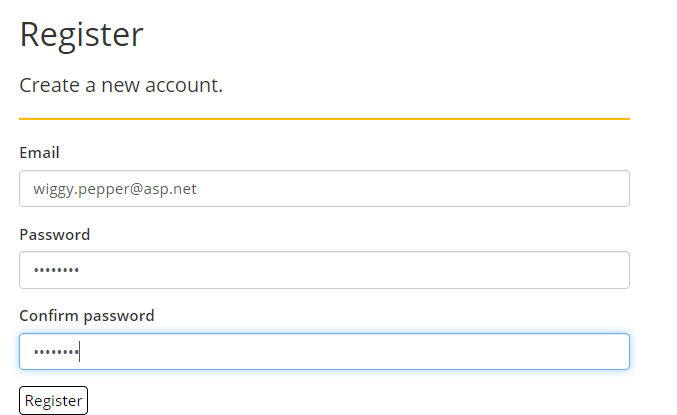 Register
Create a new account.
Email
wiggy.pepper@asp.net
Password
••••••••
Confirm password
••••••••
Register